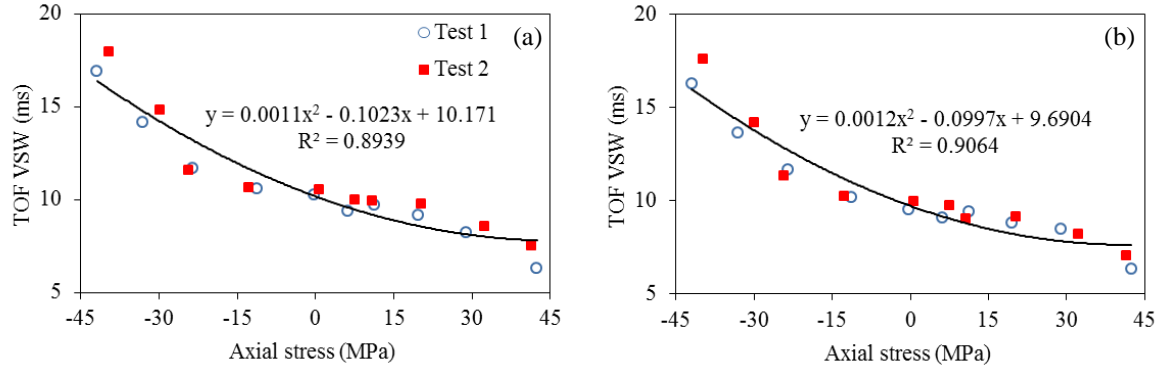 20
15
10
5
-45
-30
-15
0
15
30
45
TOF VSW (ms)
Axial stress (MPa)
Test 1
Test 2
(a)
y = 0.0011x² - 0.1023x + 10.171
R² = 0.8939
20
15
10
5
-45
-30
-15
0
15
30
45
TOF VSW (ms)
Axial stress (MPa)
(b)
y = 0.0012x² - 0.0997x + 9.6904
R² = 0.9064